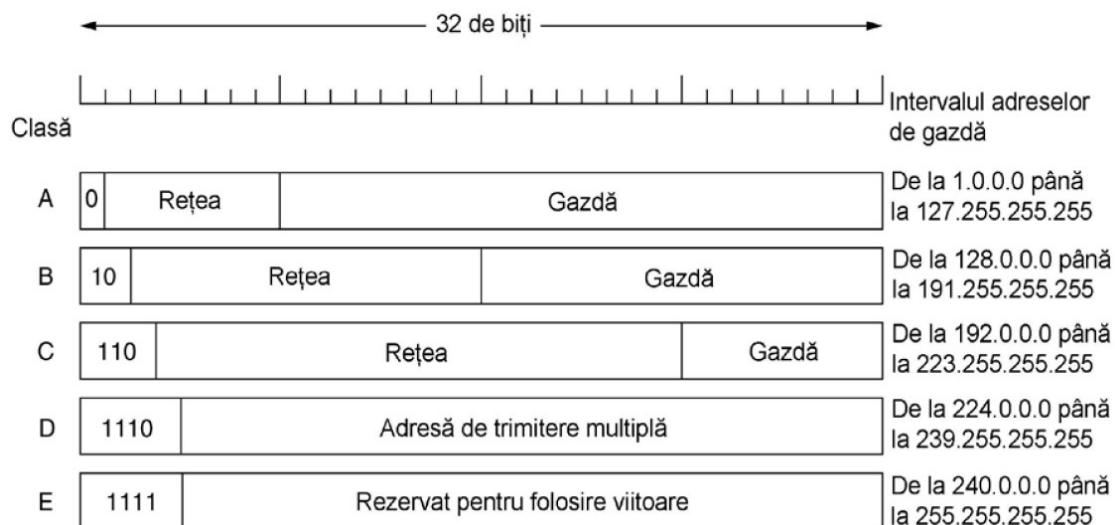 32 de biți
Intervalul adreselor
de gazdă
Clasă
A 0 Rețea Gazdă De la 1.0.0.0 până
la 127.255.255.255
B 10 Rețea Gazdă De la 128.0.0.0 până
la 191.255.255.255
C 110 Rețea Gazdă De la 192.0.0.0 până
la 223.255.255.255
D 1110 Adresă de trimitere multiplă De la 224.0.0.0 până
la 239.255.255.255
E 1111 Rezervat pentru folosire viitoare De la 240.0.0.0 până
la 255.255.255.255